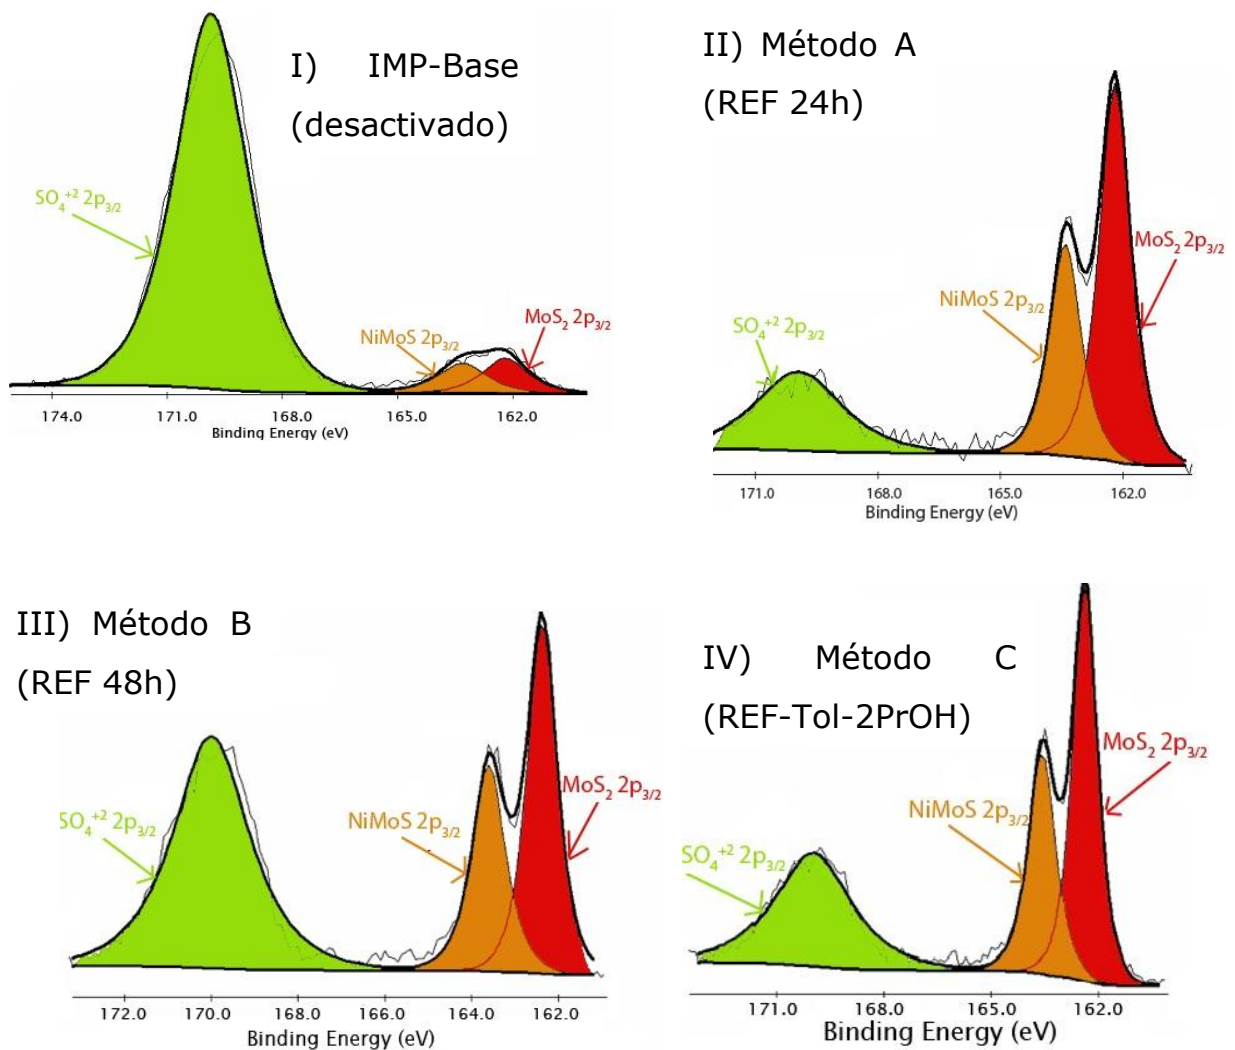 I) IMP-Base
(desactivado)
SO₄⁺² 2p₃/₂
NiMoS 2p₃/₂
MoS₂ 2p₃/₂
174.0 171.0 168.0 165.0 162.0
Binding Energy (eV)
II) Método A
(REF 24h)
SO₄⁺² 2p₃/₂
NiMoS 2p₃/₂
MoS₂ 2p₃/₂
171.0 168.0 165.0 162.0
Binding Energy (eV)
III) Método B
(REF 48h)
SO₄⁺² 2p₃/₂
NiMoS 2p₃/₂
MoS₂ 2p₃/₂
172.0 170.0 168.0 166.0 164.0 162.0
Binding Energy (eV)
IV) Método C
(REF-Tol-2PrOH)
SO₄⁺² 2p₃/₂
NiMoS 2p₃/₂
MoS₂ 2p₃/₂
171.0 168.0 165.0 162.0
Binding Energy (eV)